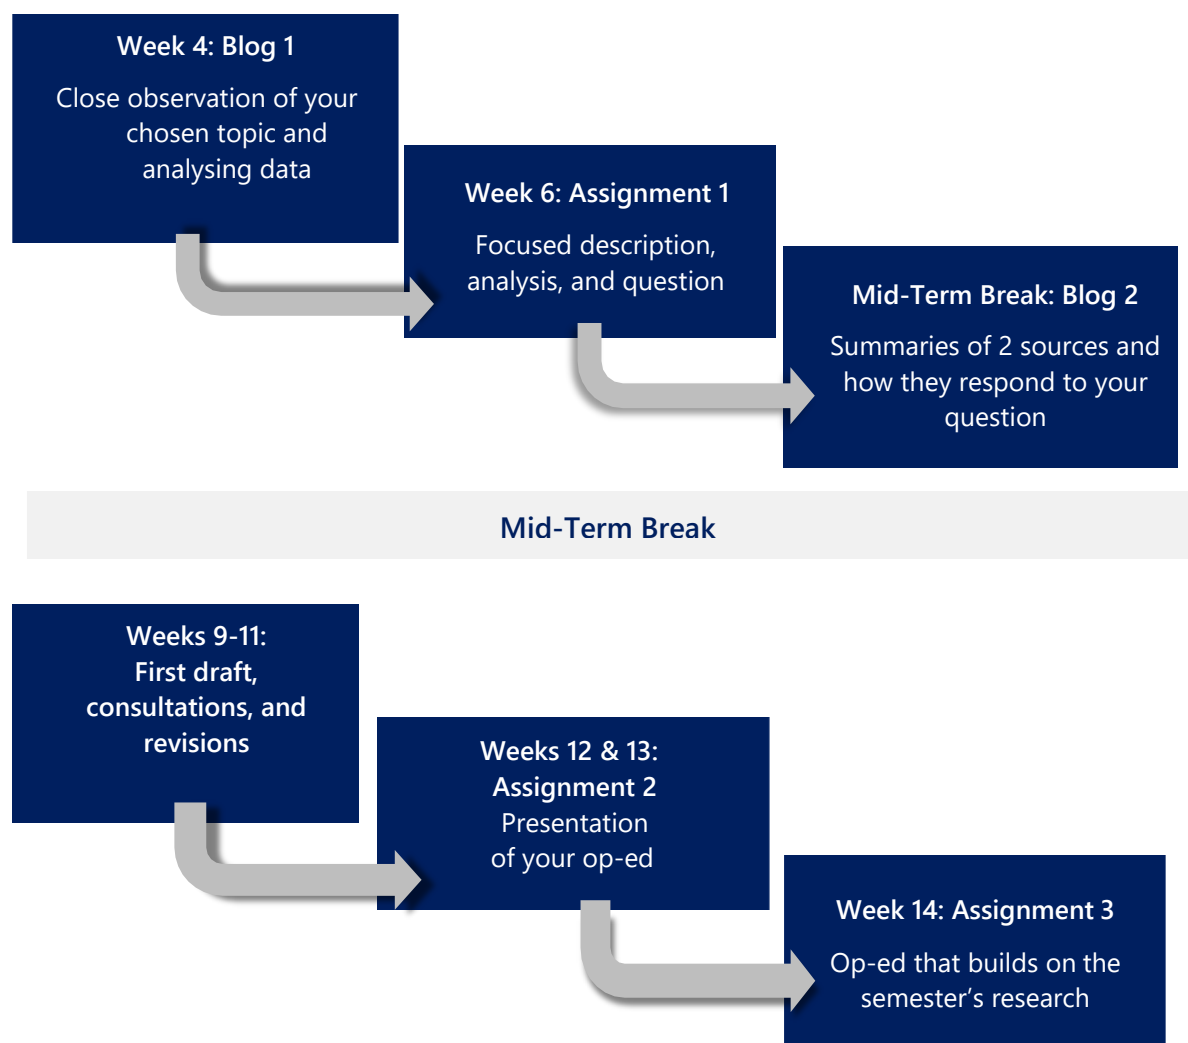 Week 4: Blog 1
Close observation of your
chosen topic and
analysing data
Week 6: Assignment 1
Focused description,
analysis, and question
Mid-Term Break: Blog 2
Summaries of 2 sources and
how they respond to your
question
Mid-Term Break
Weeks 9-11:
First draft,
consultations, and
revisions
Weeks 12 & 13:
Assignment 2
Presentation
of your op-ed
Week 14: Assignment 3
Op-ed that builds on the
semester’s research